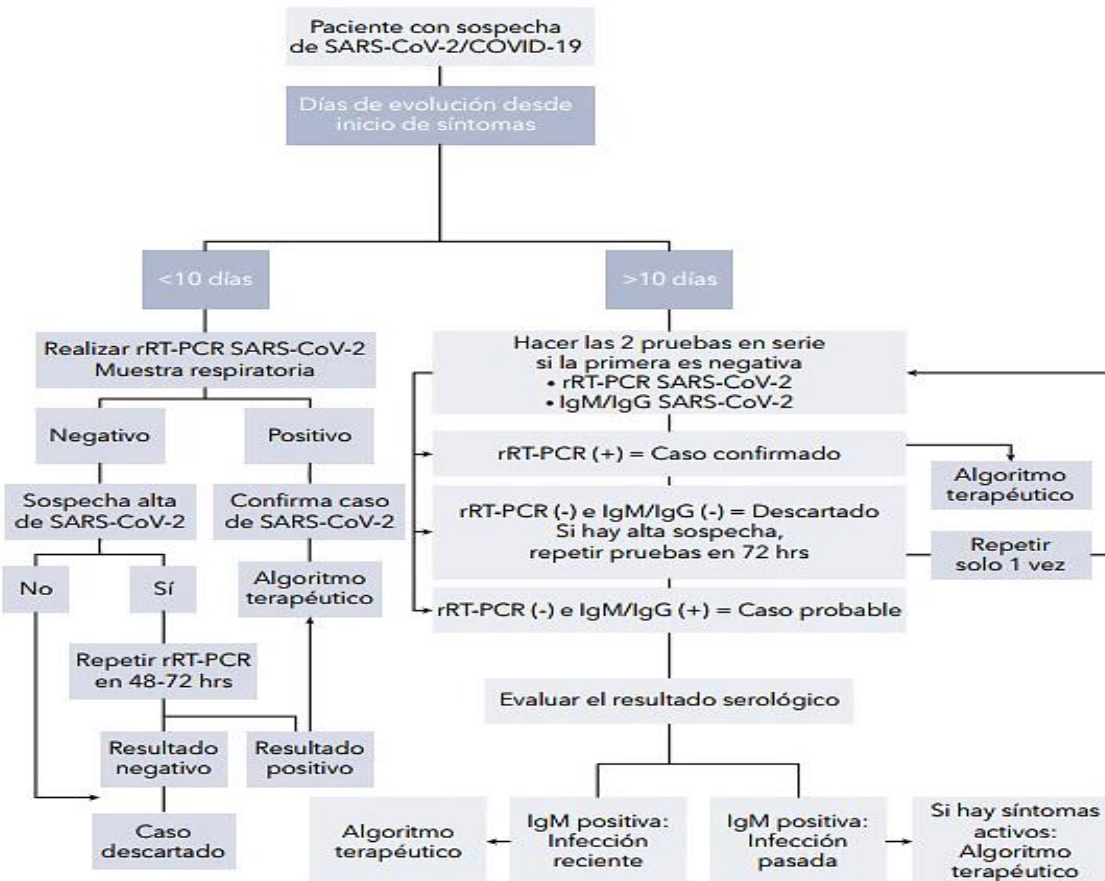 Paciente con sospecha
de SARS-CoV-2/COVID-19
Días de evolución desde
inicio de síntomas
<10 días
>10 días
Realizar rRT-PCR SARS-CoV-2
Muestra respiratoria
Negativo
Positivo
Sospecha alta
de SARS-CoV-2
Confirma caso
de SARS-CoV-2
No
Sí
Algoritmo
terapéutico
Repetir rRT-PCR
en 48-72 hrs
Resultado
negativo
Resultado
positivo
Caso
descartado
Hacer las 2 pruebas en serie
si la primera es negativa
• rRT-PCR SARS-CoV-2
• IgM/IgG SARS-CoV-2
rRT-PCR (+) = Caso confirmado
Algoritmo
terapéutico
rRT-PCR (-) e IgM/IgG (-) = Descartado
Si hay alta sospecha,
repetir pruebas en 72 hrs
Repetir
solo 1 vez
rRT-PCR (-) e IgM/IgG (+) = Caso probable
Evaluar el resultado serológico
Algoritmo
terapéutico
IgM positiva:
Infección
reciente
IgM positiva:
Infección
pasada
Si hay síntomas
activos:
Algoritmo
terapéutico